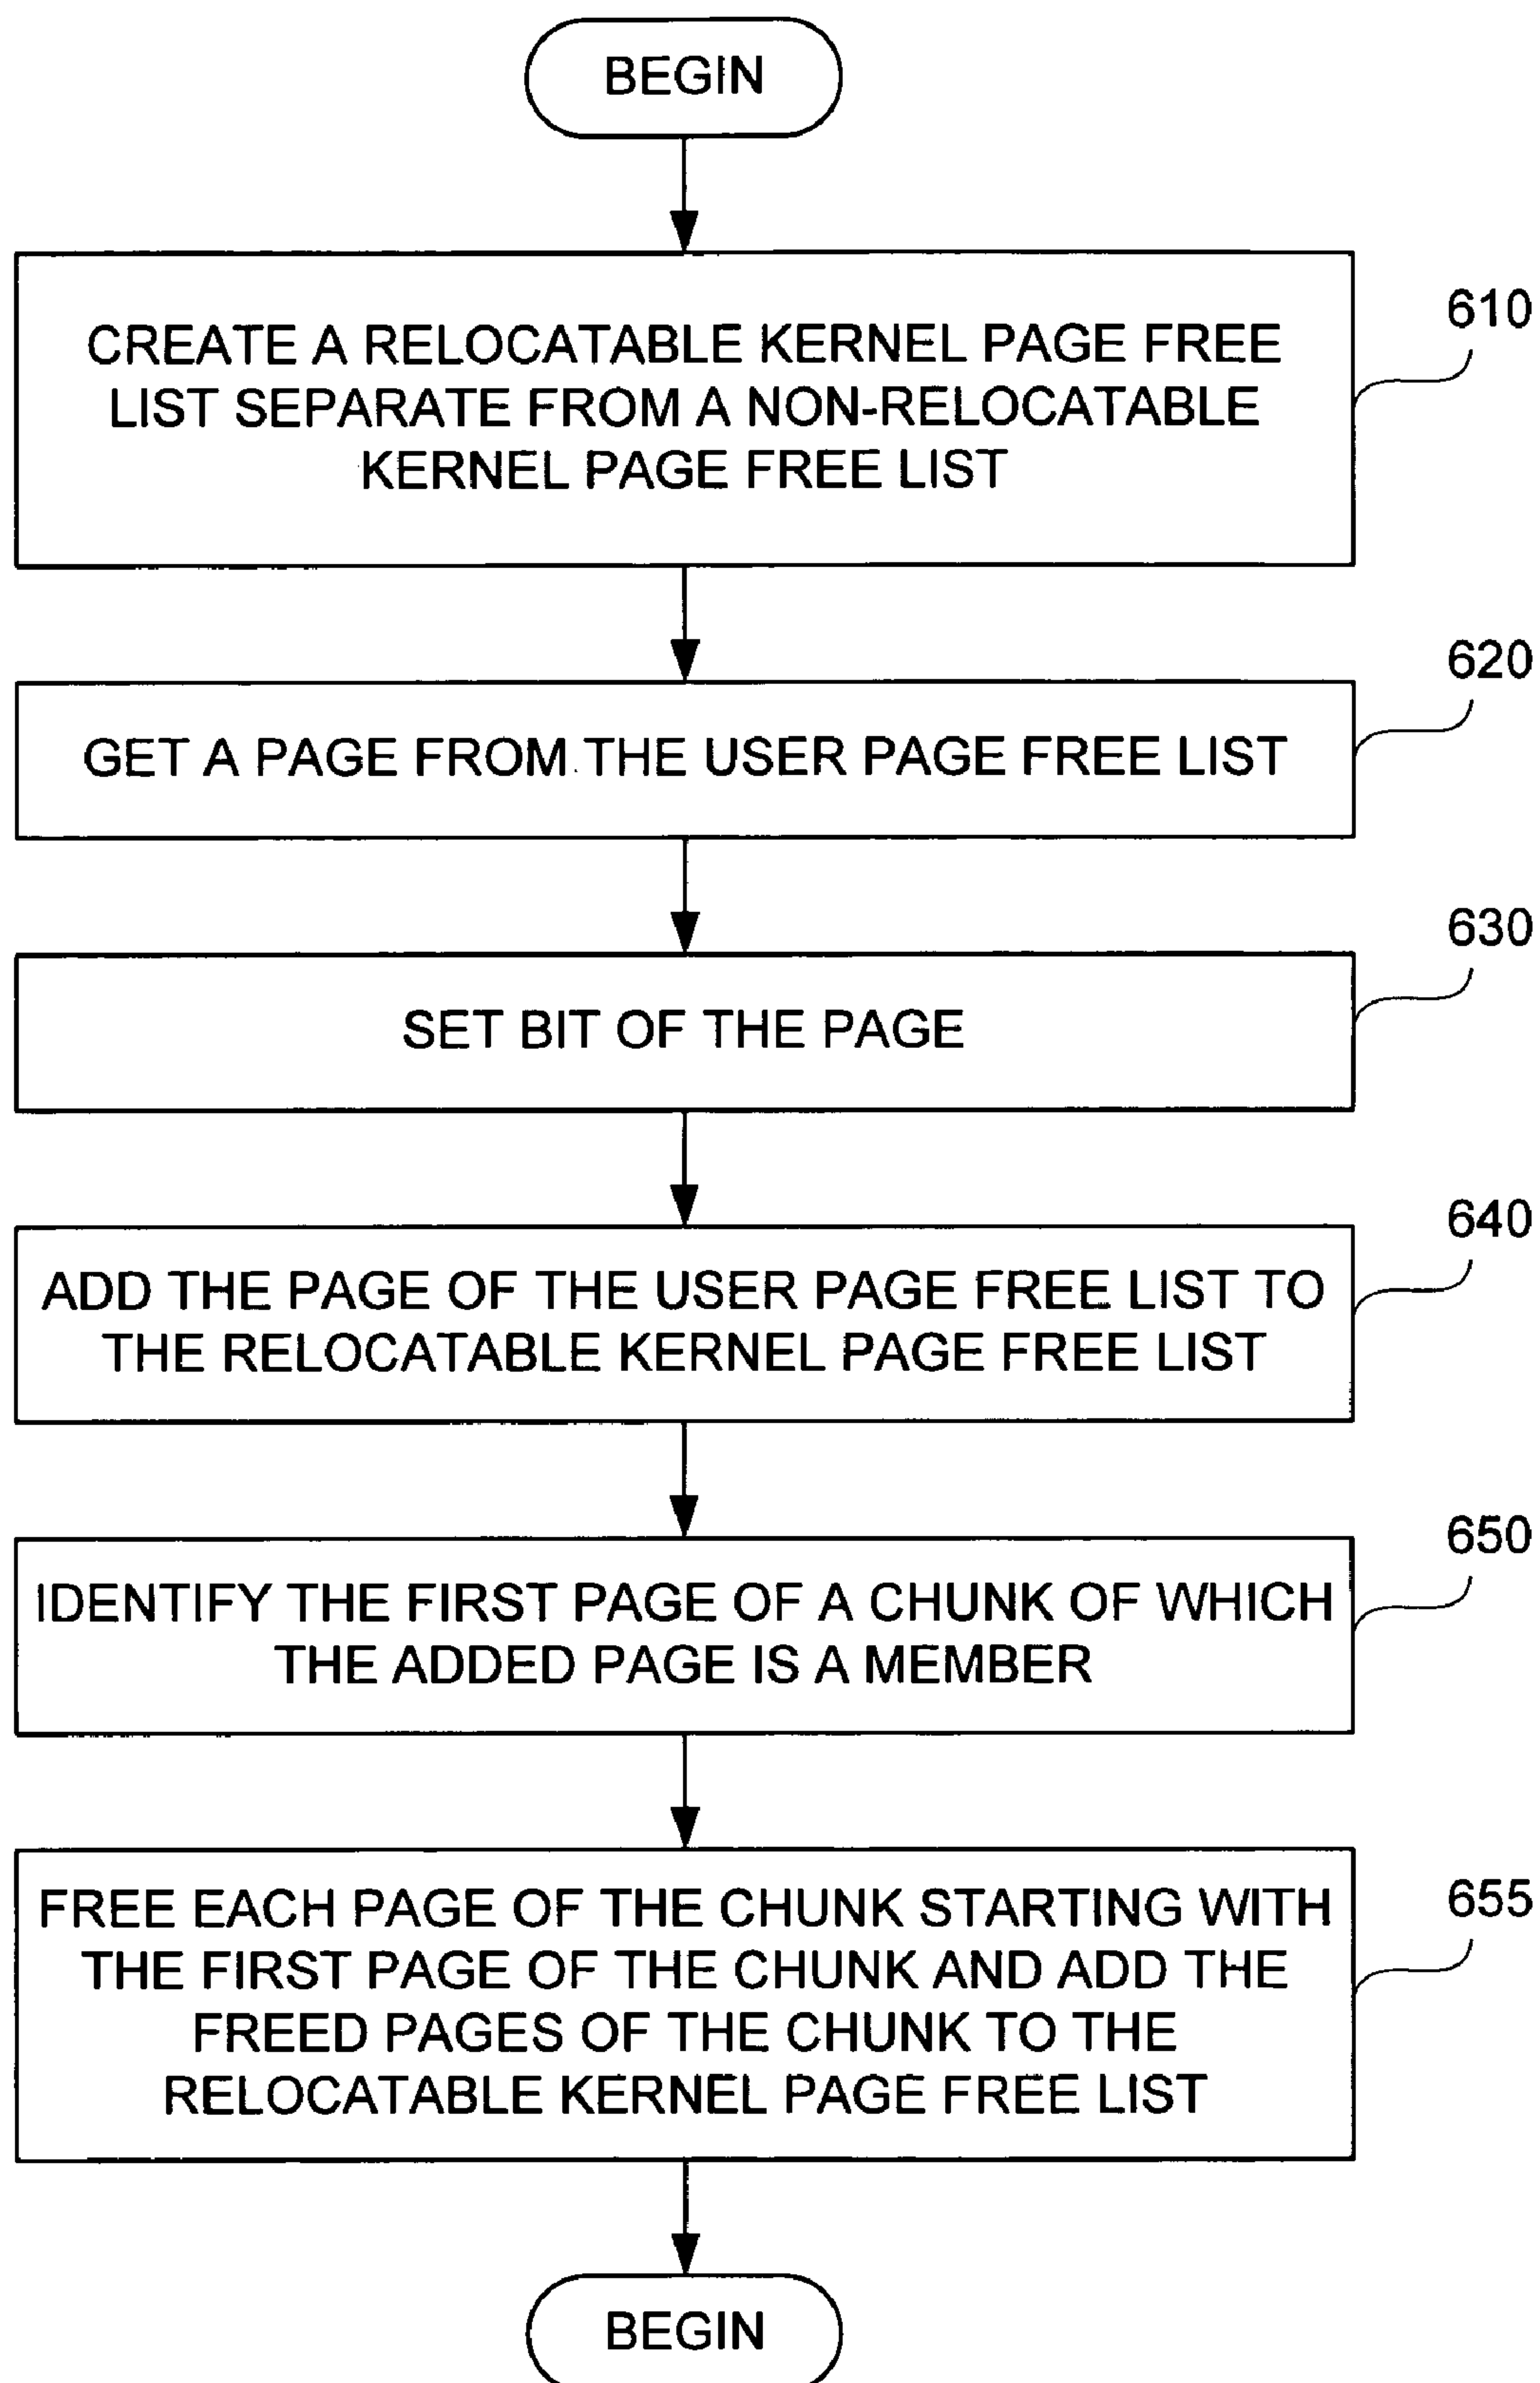 BEGIN
CREATE A RELOCATABLE KERNEL PAGE FREE
LIST SEPARATE FROM A NON-RELOCATABLE
KERNEL PAGE FREE LIST
610
GET A PAGE FROM THE USER PAGE FREE LIST
620
SET BIT OF THE PAGE
630
ADD THE PAGE OF THE USER PAGE FREE LIST TO
THE RELOCATABLE KERNEL PAGE FREE LIST
640
IDENTIFY THE FIRST PAGE OF A CHUNK OF WHICH
THE ADDED PAGE IS A MEMBER
650
FREE EACH PAGE OF THE CHUNK STARTING WITH
THE FIRST PAGE OF THE CHUNK AND ADD THE
FREED PAGES OF THE CHUNK TO THE
RELOCATABLE KERNEL PAGE FREE LIST
655
BEGIN